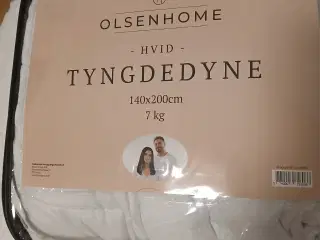 OLSENHOME
- HVID -
TYNGDEDYNE
140x200cm
7 kg